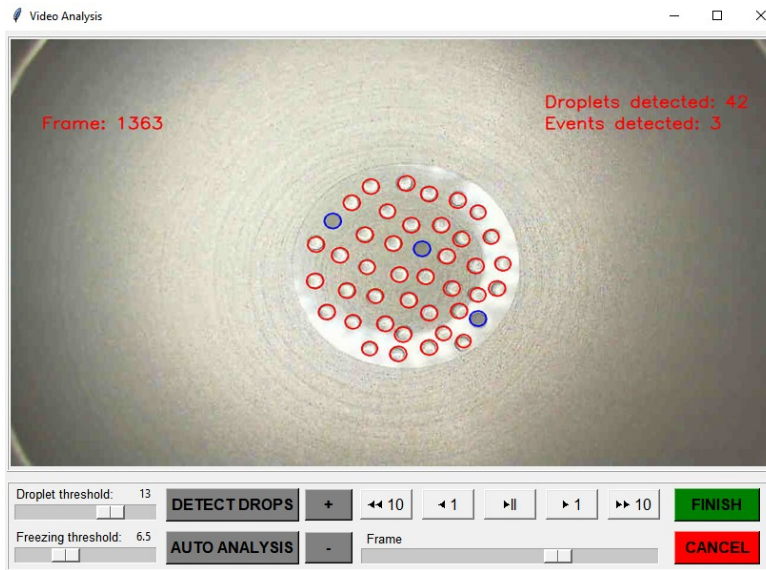 Video Analysis
Droplets detected: 42
Frame: 1363
Events detected: 3
Droplet threshold: 13
DETECT DROPS
+
10
1
1
10
FINISH
Freezing threshold: 6.5
AUTO ANALYSIS
-
Frame
CANCEL